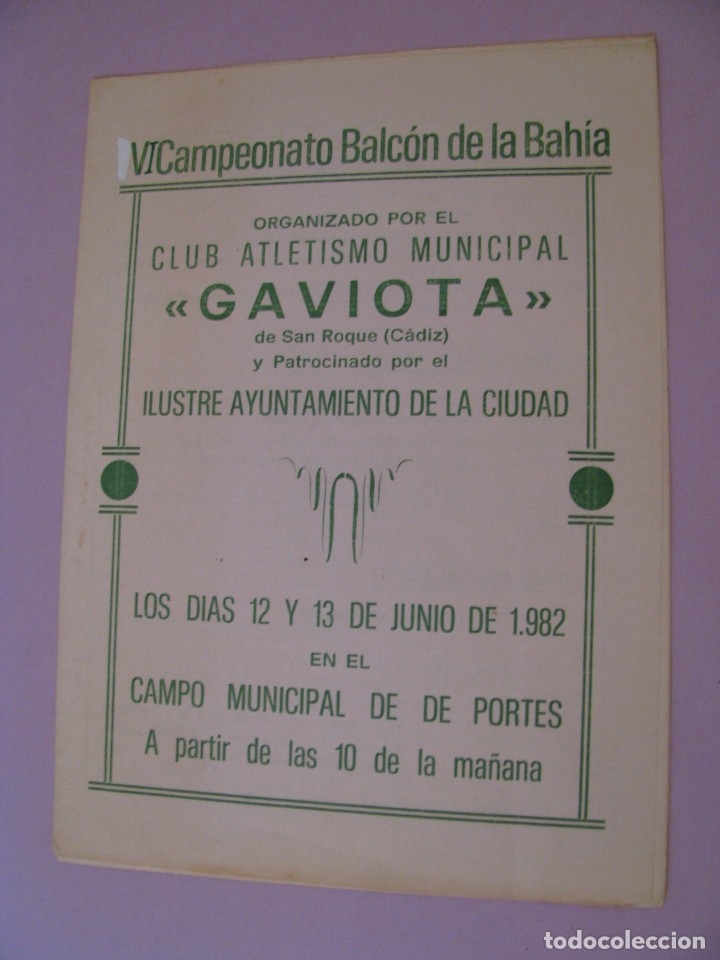 VI Campeonato Balcón de la Bahía
ORGANIZADO POR EL
CLUB ATLETISMO MUNICIPAL
«GAVIOTA»
de San Roque (Cádiz)
y Patrocinado por el
ILUSTRE AYUNTAMIENTO DE LA CIUDAD
LOS DIAS 12 Y 13 DE JUNIO DE 1.982
EN EL
CAMPO MUNICIPAL DE DE PORTES
A partir de las 10 de la mañana
todocoleccion
todocoleccion.net